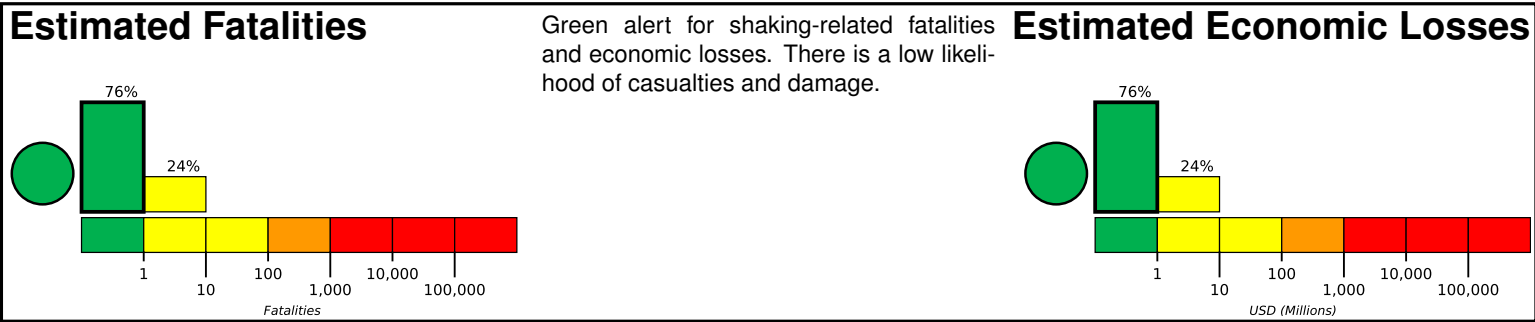 Estimated Fatalities
76%
24%
1
10
100
1,000
10,000
100,000
Fatalities
Green alert for shaking-related fatalities
and economic losses. There is a low likeli-
hood of casualties and damage.
Estimated Economic Losses
76%
24%
1
10
100
1,000
10,000
100,000
USD (Millions)